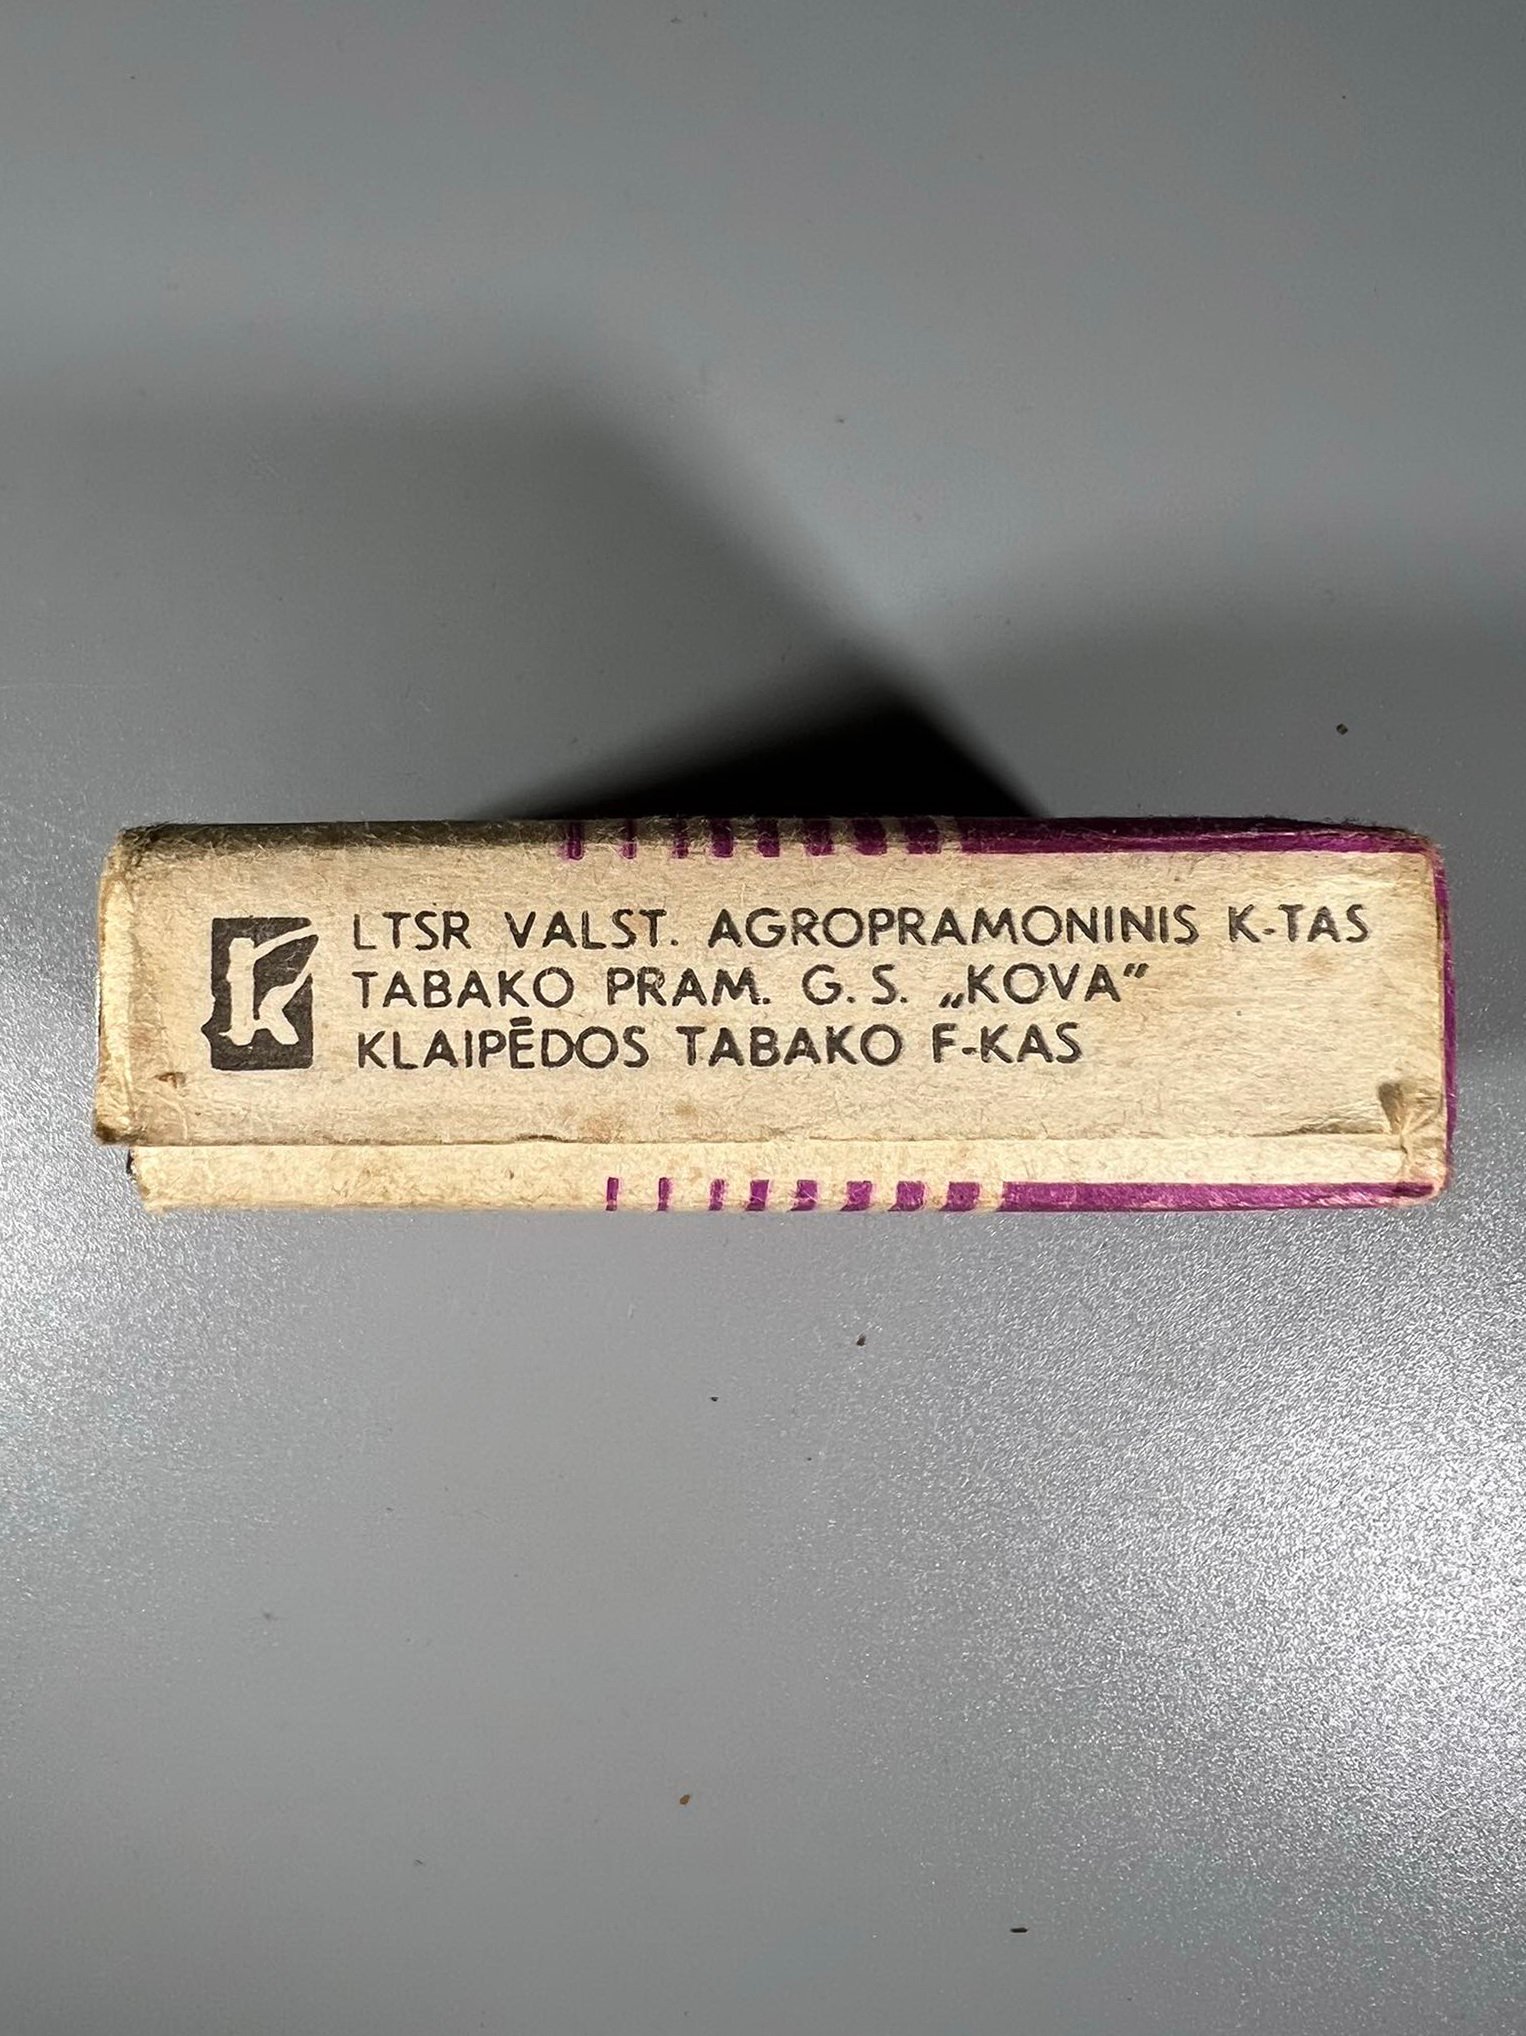 K
LTSR VALST. AGROPRAMONINIS K-TAS
TABAKO PRAM. G. S. „KOVA“
KLAIPĖDOS TABAKO F-KAS